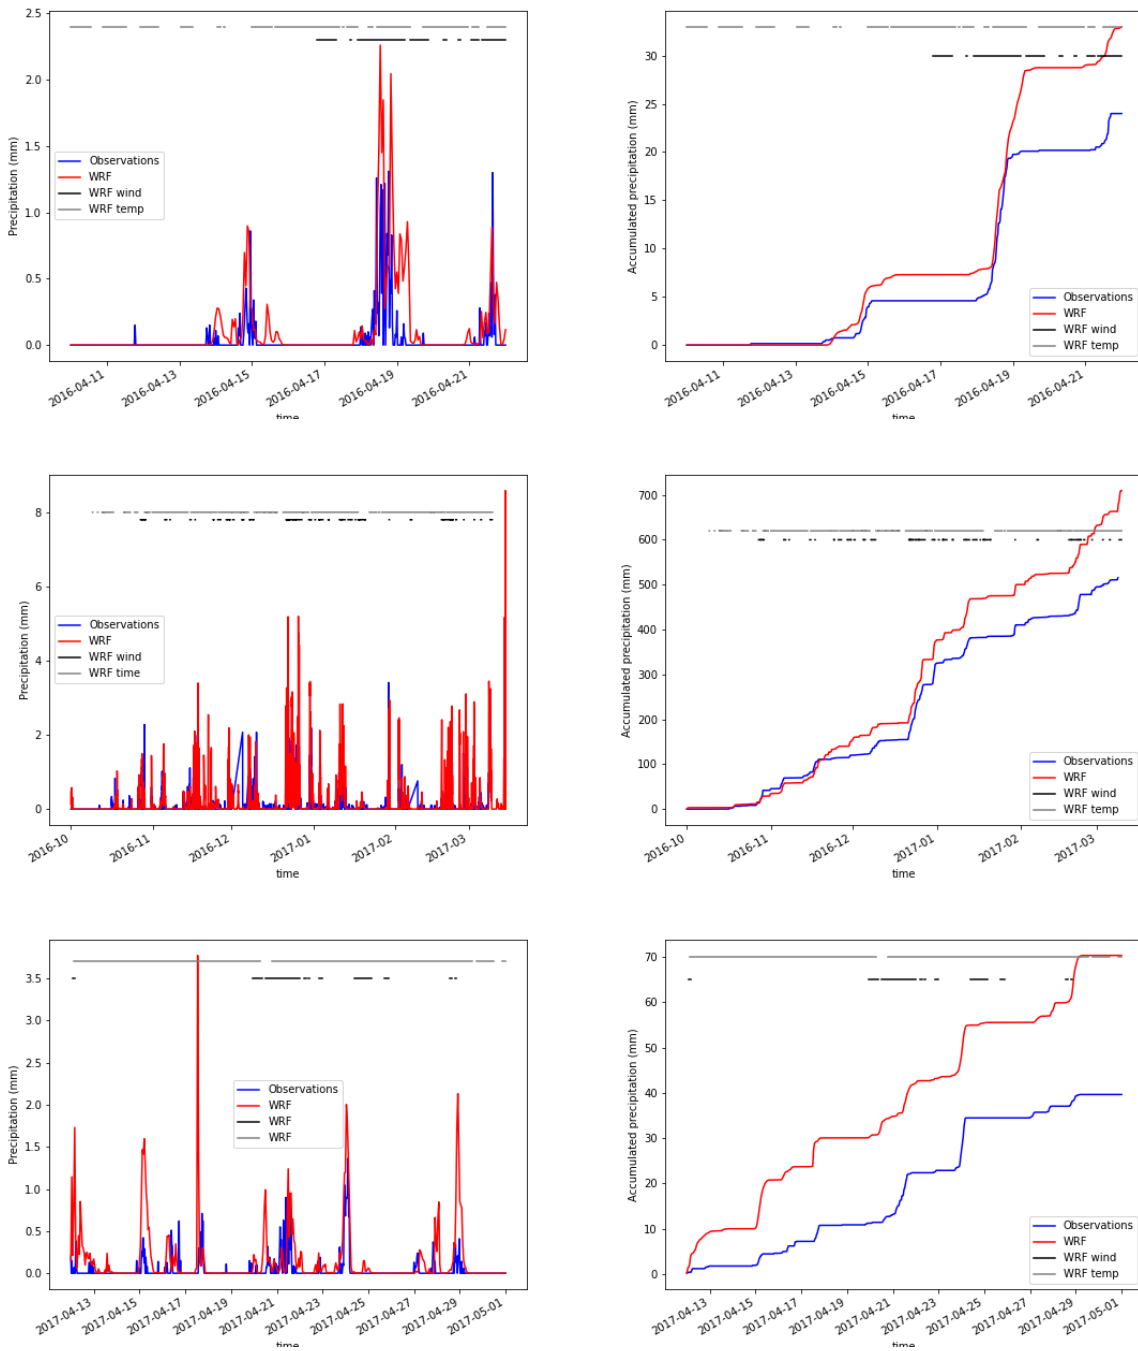 2.5
2.0
1.5
1.0
0.5
0.0
Precipitation (mm)
Observations
WRF
WRF wind
WRF temp
2016-04-11
2016-04-13
2016-04-15
2016-04-17
2016-04-19
2016-04-21
time
30
25
20
15
10
5
0
Accumulated precipitation (mm)
Observations
WRF
WRF wind
WRF temp
2016-04-11
2016-04-13
2016-04-15
2016-04-17
2016-04-19
2016-04-21
time
8
6
4
2
0
Precipitation (mm)
Observations
WRF
WRF wind
WRF time
2016-10
2016-11
2016-12
2017-01
2017-02
2017-03
time
700
600
500
400
300
200
100
0
Accumulated precipitation (mm)
Observations
WRF
WRF wind
WRF temp
2016-10
2016-11
2016-12
2017-01
2017-02
2017-03
time
3.5
3.0
2.5
2.0
1.5
1.0
0.5
0.0
Precipitation (mm)
Observations
WRF
WRF
WRF
2017-04-13
2017-04-15
2017-04-17
2017-04-19
2017-04-21
2017-04-23
2017-04-25
2017-04-27
2017-04-29
2017-05-01
time
70
60
50
40
30
20
10
0
Accumulated precipitation (mm)
Observations
WRF
WRF wind
WRF temp
2017-04-13
2017-04-15
2017-04-17
2017-04-19
2017-04-21
2017-04-23
2017-04-25
2017-04-27
2017-04-29
2017-05-01
time